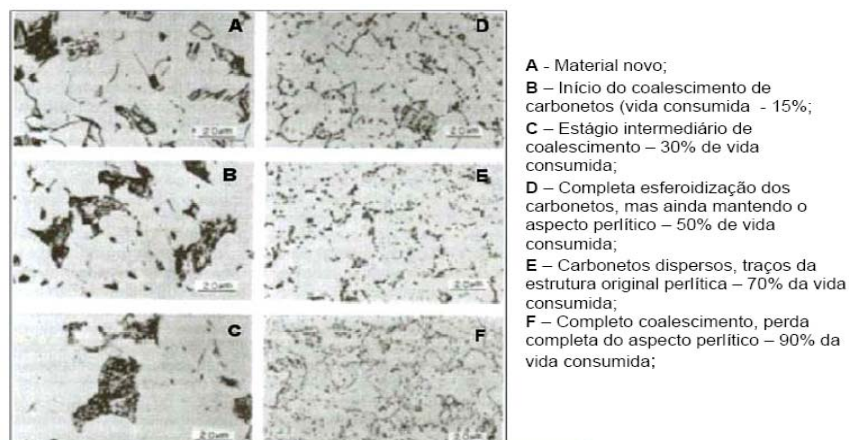 A
D
B
E
C
F
20µm
20µm
20µm
20µm
20µm
20µm
A - Material novo;
B – Início do coalescimento de
carbonetos (vida consumida - 15%;
C – Estágio intermediário de
coalescimento – 30% de vida
consumida;
D – Completa esferoidização dos
carbonetos, mas ainda mantendo o
aspecto perlítico – 50% de vida
consumida;
E – Carbonetos dispersos, traços da
estrutura original perlítica – 70% da vida
consumida;
F – Completo coalescimento, perda
completa do aspecto perlítico – 90% da
vida consumida;